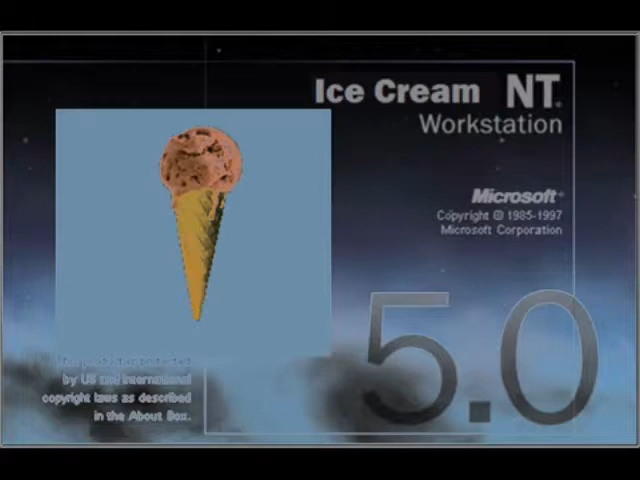 Ice Cream NT
Workstation
Microsoft
Copyright © 1985-1997
Microsoft Corporation
5.0
protected
by US and International
copyright laws as described
in the About Box.